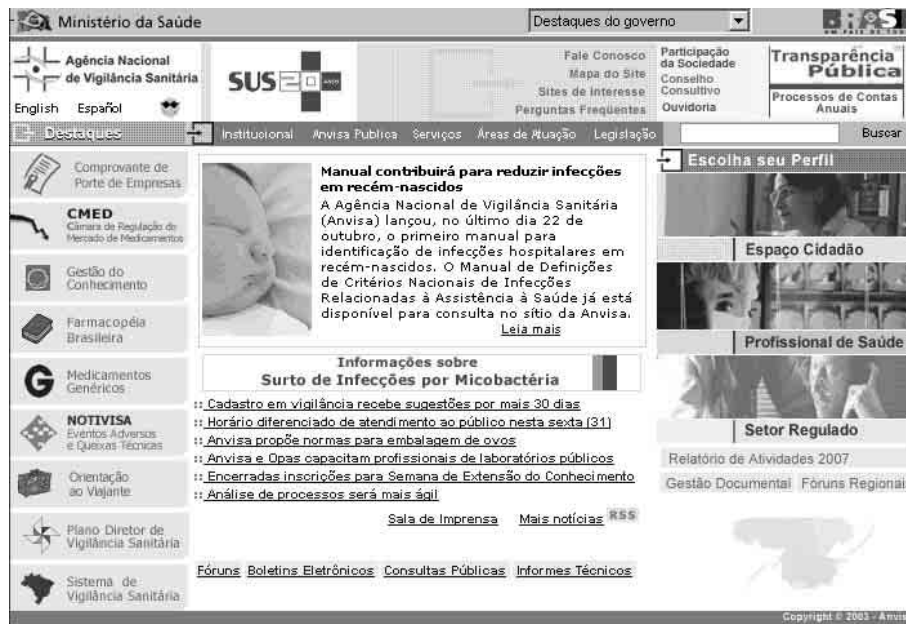 Ministério da Saúde
Destaques do governo
Agência Nacional
de Vigilância Sanitária
English Español
SUS
Fale Conosco
Mapa do Site
Sites de Interesse
Perguntas Freqüentes
Participação
da Sociedade
Conselho
Consultivo
Ouvidoria
Transparência
Pública
Processos de Contas
Anuais
Destaques
Institucional Anvisa Publica Serviços Áreas de Atuação Legislação
Buscar
Comprovante de
Porte de Empresas
CMED
Câmara de Regulação do
Mercado de Medicamentos
Gestão do
Conhecimento
Farmacopéia
Brasileira
G
Medicamentos
Genéricos
NOTIVISA
Eventos Adversos
e Queixas Técnicas
Orientação
ao Viajante
Plano Diretor de
Vigilância Sanitária
Sistema de
Vigilância Sanitária
Manual contribuirá para reduzir infecções
em recém-nascidos
A Agência Nacional de Vigilância Sanitária
(Anvisa) lançou, no último dia 22 de
outubro, o primeiro manual para
identificação de infecções hospitalares em
recém-nascidos. O Manual de Definições
de Critérios Nacionais de Infecções
Relacionadas à Assistência à Saúde já está
disponível para consulta no sítio da Anvisa.
Leia mais
Informações sobre
Surto de Infecções por Micobactéria
:: Cadastro em vigilância recebe sugestões por mais 30 dias
:: Horário diferenciado de atendimento ao público nesta sexta (31)
:: Anvisa propõe normas para embalagem de ovos
:: Anvisa e Opas capacitam profissionais de laboratórios públicos
:: Encerradas inscrições para Semana de Extensão do Conhecimento
:: Análise de processos será mais ágil
Sala de Imprensa Mais notícias RSS
Fóruns Boletins Eletrônicos Consultas Públicas Informes Técnicos
Escolha seu Perfil
Espaço Cidadão
Profissional de Saúde
Setor Regulado
Relatório de Atividades 2007
Gestão Documental Fóruns Regionai
Copyright © 2003 - Anvis